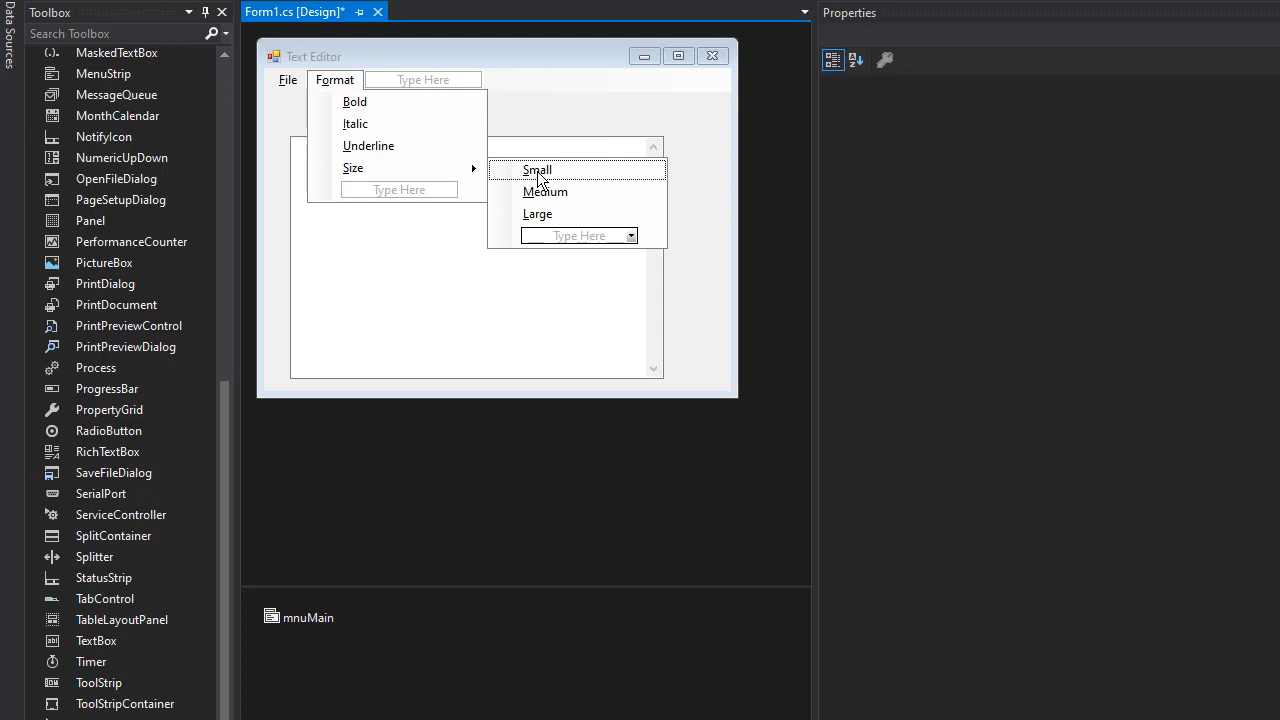 Data Sources
Toolbox
Search Toolbox
MaskedTextBox
MenuStrip
MessageQueue
MonthCalendar
NotifyIcon
NumericUpDown
OpenFileDialog
PageSetupDialog
Panel
PerformanceCounter
PictureBox
PrintDialog
PrintDocument
PrintPreviewControl
PrintPreviewDialog
Process
ProgressBar
PropertyGrid
RadioButton
RichTextBox
SaveFileDialog
SerialPort
ServiceController
SplitContainer
Splitter
StatusStrip
TabControl
TableLayoutPanel
TextBox
Timer
ToolStrip
ToolStripContainer
Form1.cs [Design]*
Text Editor
File Format Type Here
Bold
Italic
Underline
Size
Type Here
Small
Medium
Large
Type Here
mnuMain
Properties